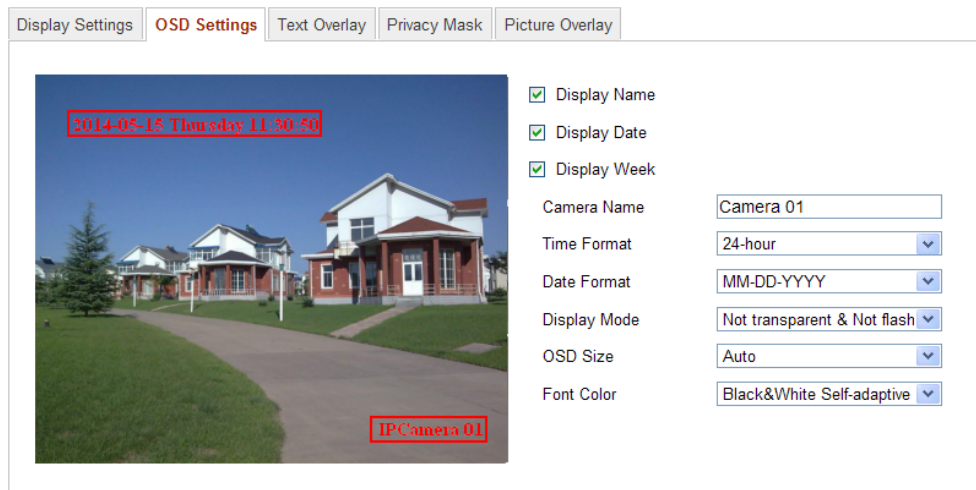 Display Settings
OSD Settings
Text Overlay
Privacy Mask
Picture Overlay
2014-05-15 Thursday 11:30:50
IPCamera 01
Display Name
Display Date
Display Week
Camera Name Camera 01
Time Format 24-hour
Date Format MM-DD-YYYY
Display Mode Not transparent & Not flash
OSD Size Auto
Font Color Black&White Self-adaptive